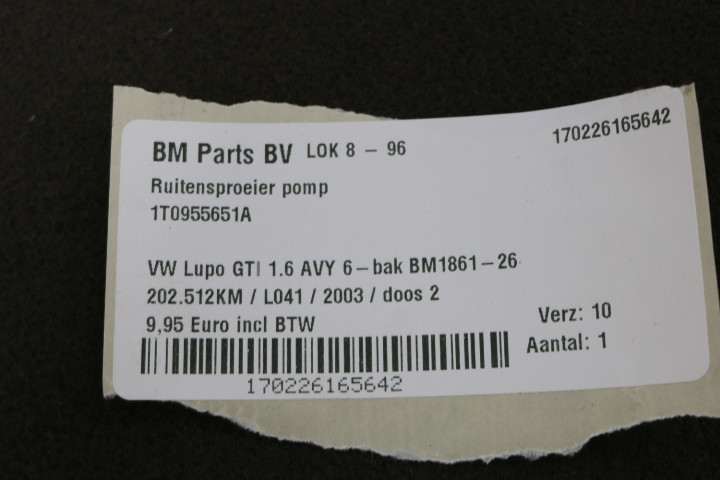 BM Parts BV LOK 8 - 96 170226165642
Ruitensproeier pomp
1T0955651A
VW Lupo GTI 1.6 AVY 6-bak BM1861-26
202.512KM / L041 / 2003 / doos 2
9,95 Euro incl BTW
Verz: 10
Aantal: 1
170226165642